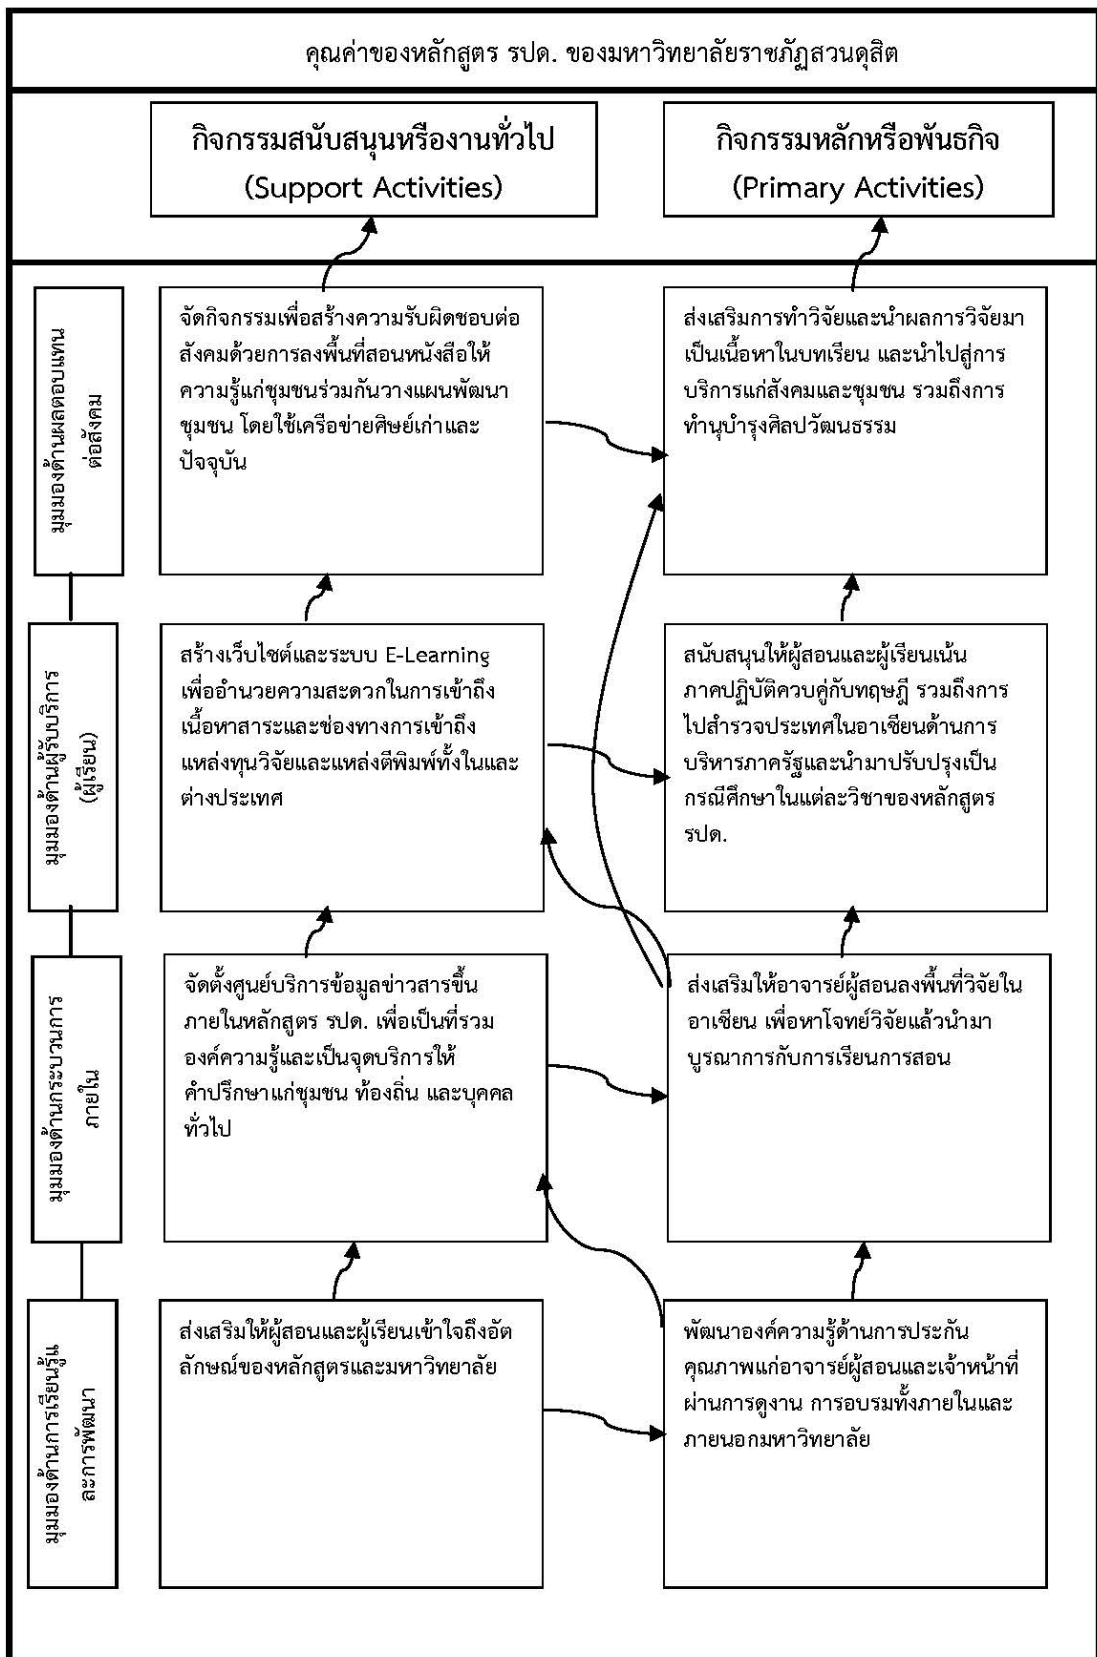 คุณค่าของหลักสูตร รปด. ของมหาวิทยาลัยราชภัฏสวนดุสิต
กิจกรรมสนับสนุนหรืองานทั่วไป
(Support Activities)
กิจกรรมหลักหรือพันธกิจ
(Primary Activities)
มุมมองด้านผลตอบแทน
ต่อสังคม
จัดกิจกรรมเพื่อสร้างความรับผิดชอบต่อ
สังคมด้วยการลงพื้นที่สอนหนังสือให้
ความรู้แก่ชุมชนร่วมกันวางแผนพัฒนา
ชุมชน โดยใช้เครือข่ายศิษย์เก่าและ
ปัจจุบัน
ส่งเสริมการทำวิจัยและนำผลการวิจัยมา
เป็นเนื้อหาในบทเรียน และนำไปสู่การ
บริการแก่สังคมและชุมชน รวมถึงการ
ทำนุบำรุงศิลปวัฒนธรรม
มุมมองด้านผู้รับบริการ
(ผู้เรียน)
สร้างเว็บไซต์และระบบ E-Learning
เพื่ออำนวยความสะดวกในการเข้าถึง
เนื้อหาสาระและช่องทางการเข้าถึง
แหล่งทุนวิจัยและแหล่งตีพิมพ์ทั้งในและ
ต่างประเทศ
สนับสนุนให้ผู้สอนและผู้เรียนเน้น
ภาคปฏิบัติควบคู่กับทฤษฎี รวมถึงการ
ไปสำรวจประเทศในอาเซียนด้านการ
บริหารภาครัฐและนำมาปรับปรุงเป็น
กรณีศึกษาในแต่ละวิชาของหลักสูตร
รปด.
มุมมองด้านกระบวนการ
ภายใน
จัดตั้งศูนย์บริการข้อมูลข่าวสารขึ้น
ภายในหลักสูตร รปด. เพื่อเป็นที่รวม
องค์ความรู้และเป็นจุดบริการให้
คำปรึกษาแก่ชุมชน ท้องถิ่น และบุคคล
ทั่วไป
ส่งเสริมให้อาจารย์ผู้สอนลงพื้นที่วิจัยใน
อาเซียน เพื่อหาโจทย์วิจัยแล้วนำมา
บูรณาการกับการเรียนการสอน
มุมมองด้านการเรียนรู้แ
ละการพัฒนา
ส่งเสริมให้ผู้สอนและผู้เรียนเข้าใจถึงอัต
ลักษณ์ของหลักสูตรและมหาวิทยาลัย
พัฒนาองค์ความรู้ด้านการประกัน
คุณภาพแก่อาจารย์ผู้สอนและเจ้าหน้าที่
ผ่านการดูงาน การอบรมทั้งภายในและ
ภายนอกมหาวิทยาลัย